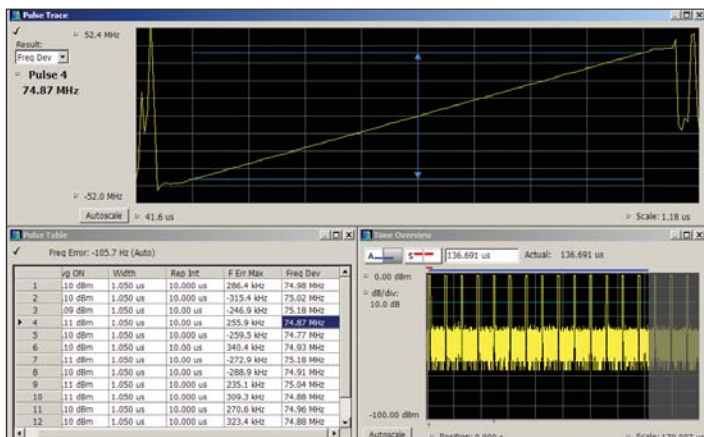 Pulse Trace
Result:
Freq Dev
Pulse 4
74.87 MHz
52.4 MHz
-52.0 MHz
Autoscale
41.6 us
Scale: 1.18 us
Pulse Table
Freq Error: -105.7 Hz (Auto)
vg ON Width Rep Int F Err Max Freq Dev
1 .10 dBm 1.050 us 10.000 us 286.4 kHz 74.98 MHz
2 .10 dBm 1.050 us 10.000 us -315.4 kHz 75.02 MHz
3 .09 dBm 1.050 us 10.00 us -246.9 kHz 75.18 MHz
4 .11 dBm 1.050 us 10.00 us 255.9 kHz 74.87 MHz
5 .10 dBm 1.050 us 10.000 us -259.5 kHz 74.77 MHz
6 .10 dBm 1.050 us 10.00 us 340.4 kHz 74.93 MHz
7 .11 dBm 1.050 us 10.000 us -272.9 kHz 75.18 MHz
8 .10 dBm 1.050 us 10.00 us -288.9 kHz 74.91 MHz
9 .11 dBm 1.050 us 10.000 us 235.1 kHz 75.04 MHz
10 .11 dBm 1.050 us 10.000 us 309.3 kHz 74.88 MHz
11 .10 dBm 1.050 us 10.000 us 270.6 kHz 74.96 MHz
12 .10 dBm 1.050 us 10.000 us 323.4 kHz 74.88 MHz
Time Overview
A S 136.691 us Actual: 136.691 us
0.00 dBm
dB/div:
10.0 dB
-100.00 dBm
Autoscale
Position: 0.000 s